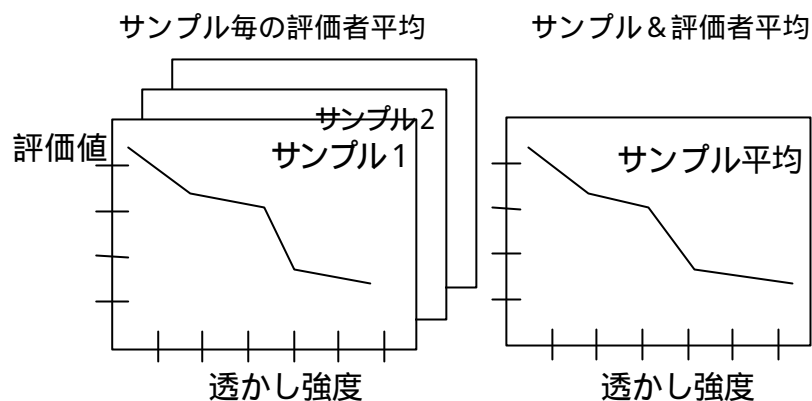 サンプル毎の評価者平均
サンプル＆評価者平均
サンプル2
サンプル1
評価値
サンプル平均
透かし強度
透かし強度